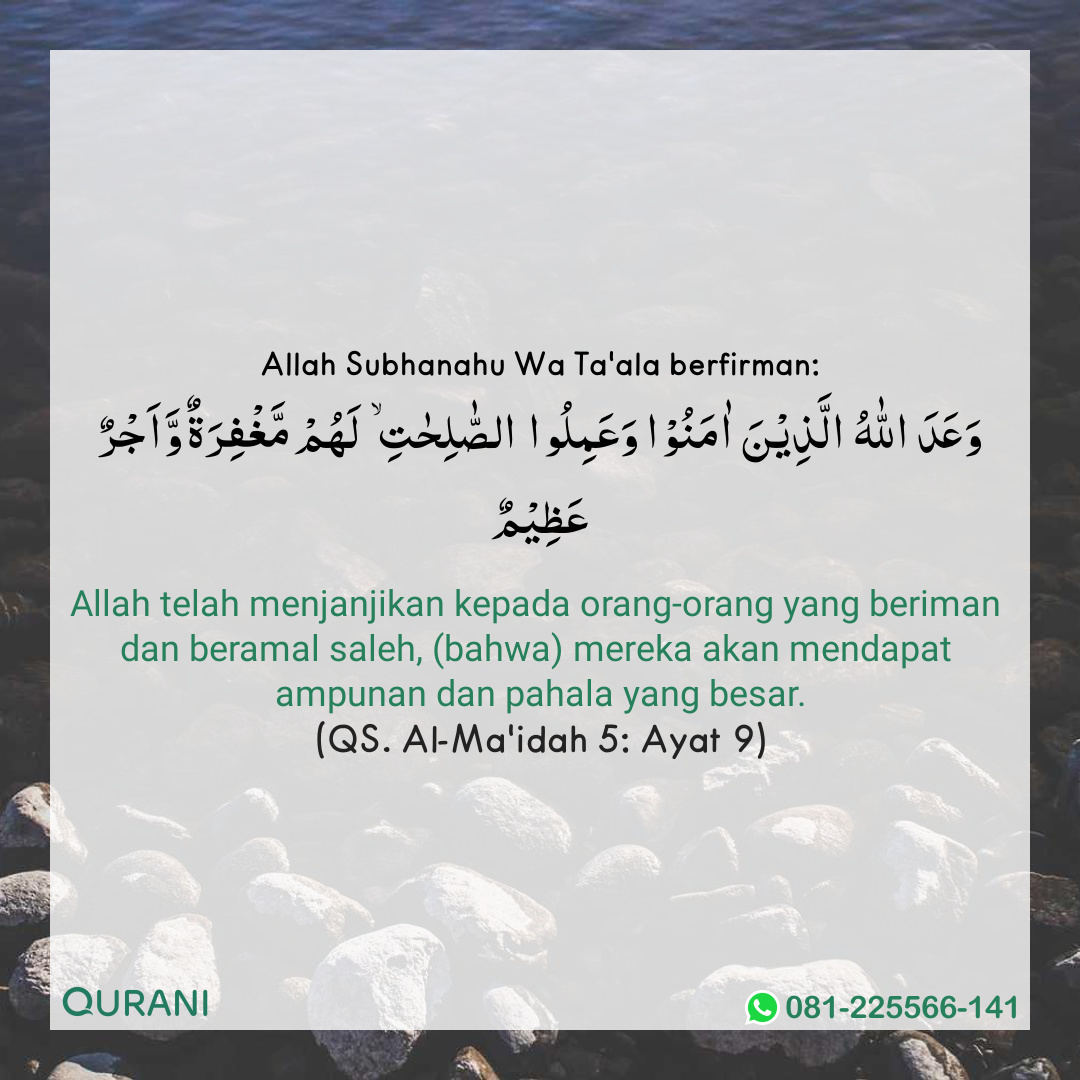 Allah Subhanahu Wa Ta'ala berfirman:
وَعَدَ اللّٰهُ الَّذِيْنَ اٰمَنُوْا وَعَمِلُوا الصّٰلِحٰتِۙ لَهُمْ مَّغْفِرَةٌ وَّاَجْرٌ
عَظِيْمٌ
Allah telah menjanjikan kepada orang-orang yang beriman
dan beramal saleh, (bahwa) mereka akan mendapat
ampunan dan pahala yang besar.
(QS. Al-Ma'idah 5: Ayat 9)
QURANI
081-225566-141